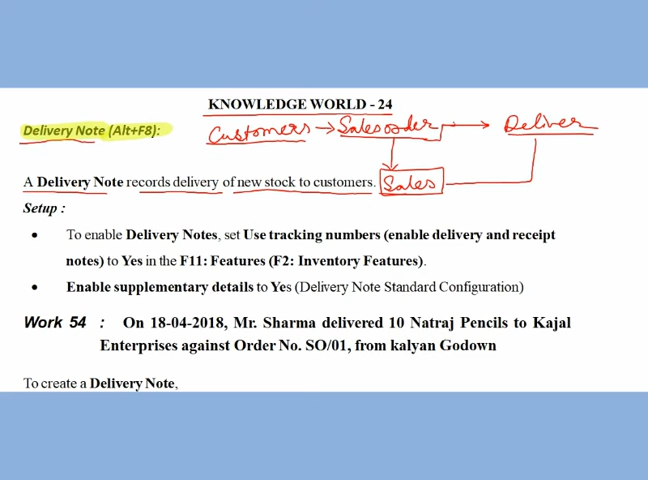 KNOWLEDGE WORLD - 24
Delivery Note (Alt+F8):
Customers → Sales oder → Deliver
A Delivery Note records delivery of new stock to customers. Sales
Setup :
• To enable Delivery Notes, set Use tracking numbers (enable delivery and receipt
notes) to Yes in the F11: Features (F2: Inventory Features).
• Enable supplementary details to Yes (Delivery Note Standard Configuration)
Work 54 : On 18-04-2018, Mr. Sharma delivered 10 Natraj Pencils to Kajal
Enterprises against Order No. SO/01, from kalyan Godown
To create a Delivery Note,